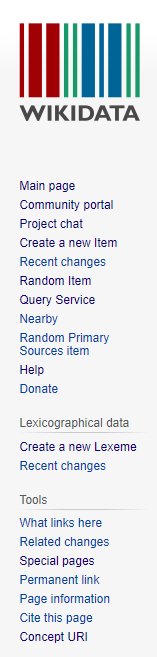 WIKIDATA
Main page
Community portal
Project chat
Create a new Item
Recent changes
Random Item
Query Service
Nearby
Random Primary
Sources item
Help
Donate
Lexicographical data
Create a new Lexeme
Recent changes
Tools
What links here
Related changes
Special pages
Permanent link
Page information
Cite this page
Concept URI